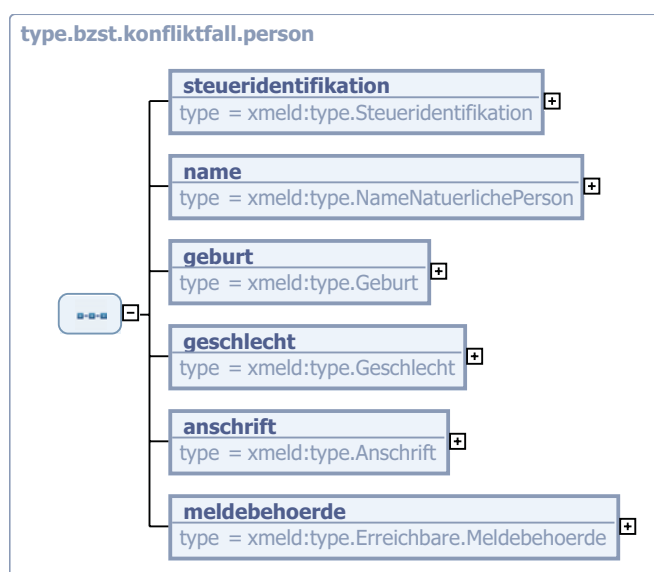 type.bzst.konfliktfall.person
steueridentifikation
type = xmeld:type.Steueridentifikation
name
type = xmeld:type.NameNatuerlichePerson
geburt
type = xmeld:type.Geburt
geschlecht
type = xmeld:type.Geschlecht
anschrift
type = xmeld:type.Anschrift
meldebehoerde
type = xmeld:type.Erreichbare.Meldebehoerde